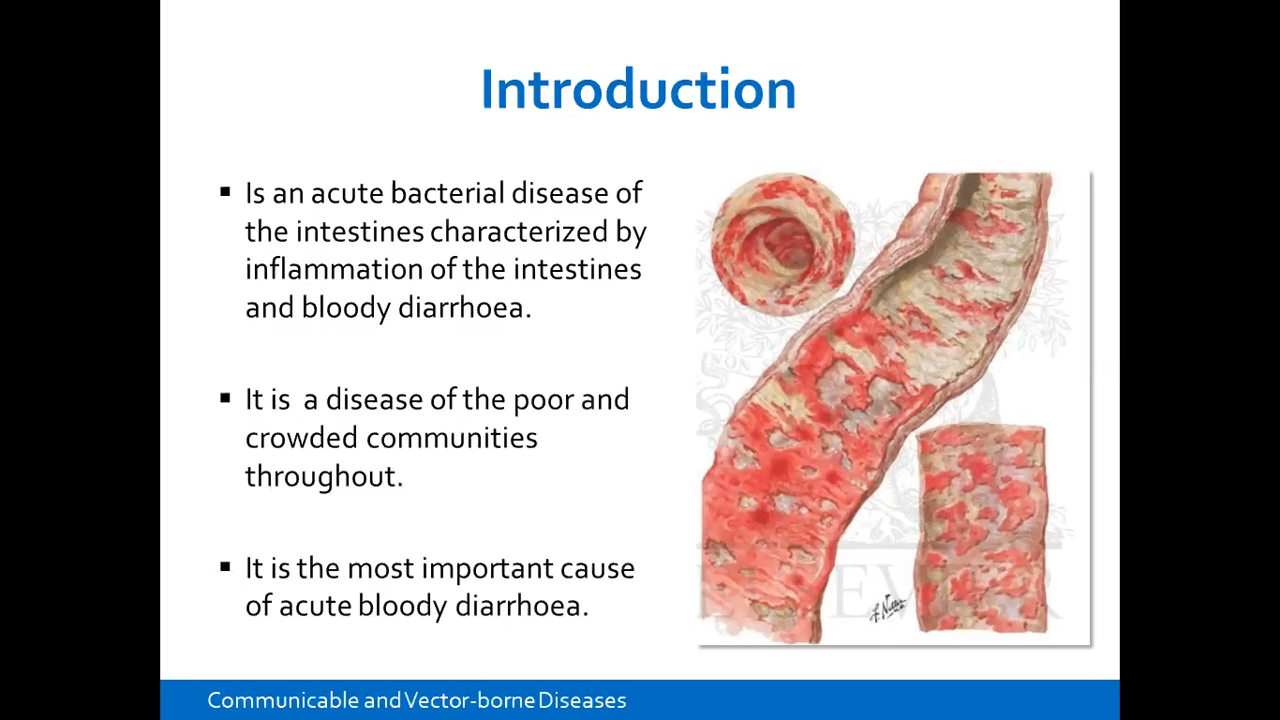 Introduction
▪ Is an acute bacterial disease of
the intestines characterized by
inflammation of the intestines
and bloody diarrhoea.
▪ It is a disease of the poor and
crowded communities
throughout.
▪ It is the most important cause
of acute bloody diarrhoea.
Communicable and Vector-borne Diseases